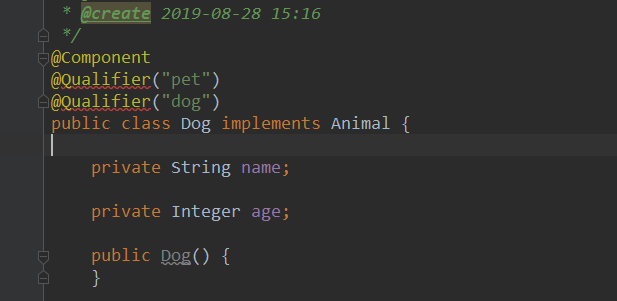 * @create 2019-08-28 15:16
*/
@Component
@Qualifier("pet")
@Qualifier("dog")
public class Dog implements Animal {
private String name;
private Integer age;
public Dog() {
}